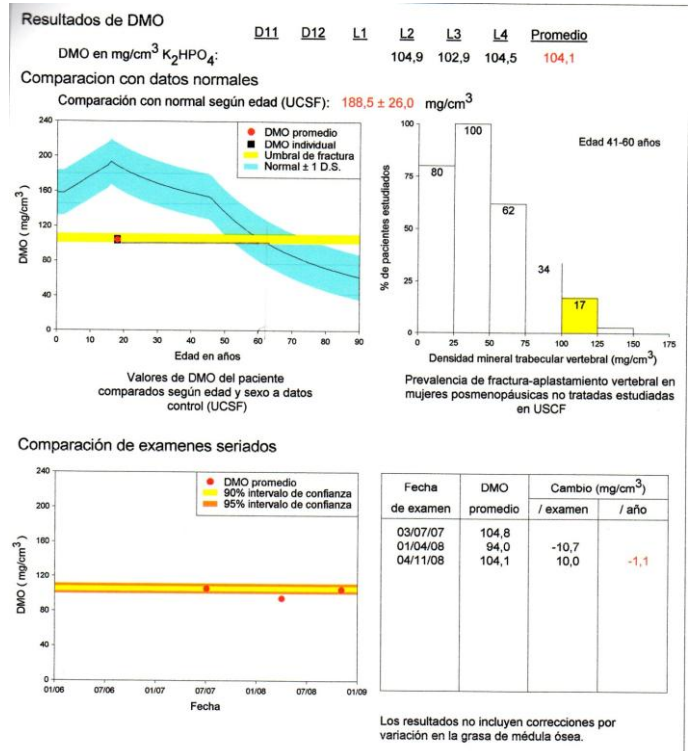 Resultados de DMO
D11 D12 L1 L2 L3 L4 Promedio
DMO en mg/cm3 K2HPO4: 104,9 102,9 104,5 104,1
Comparacion con datos normales
Comparación con normal según edad (UCSF): 188,5 ± 26,0 mg/cm3
240
200
160
120
80
40
0
DMO ( mg/cm3 )
DMO promedio
DMO individual
Umbral de fractura
Normal ± 1 D.S.
0 10 20 30 40 50 60 70 80 90
Edad en años
Valores de DMO del paciente
comparados según edad y sexo a datos
control (UCSF)
100
75
50
25
0
% de pacientes estudiados
Edad 41-60 años
80
100
62
34
17
0 25 50 75 100 125 150 175
Densidad mineral trabecular vertebral (mg/cm3)
Prevalencia de fractura-aplastamiento vertebral en
mujeres posmenopáusicas no tratadas estudiadas
en USCF
Comparación de examenes seriados
240
200
160
120
80
40
0
DMO ( mg/cm3 )
DMO promedio
90% intervalo de confianza
95% intervalo de confianza
01/06 07/06 01/07 07/07 01/08 07/08 01/09
Fecha
Fecha DMO Cambio (mg/cm3)
de examen promedio / examen / año
03/07/07 104,8
01/04/08 94,0 -10,7
04/11/08 104,1 10,0 -1,1
Los resultados no incluyen correcciones por
variación en la grasa de médula ósea.